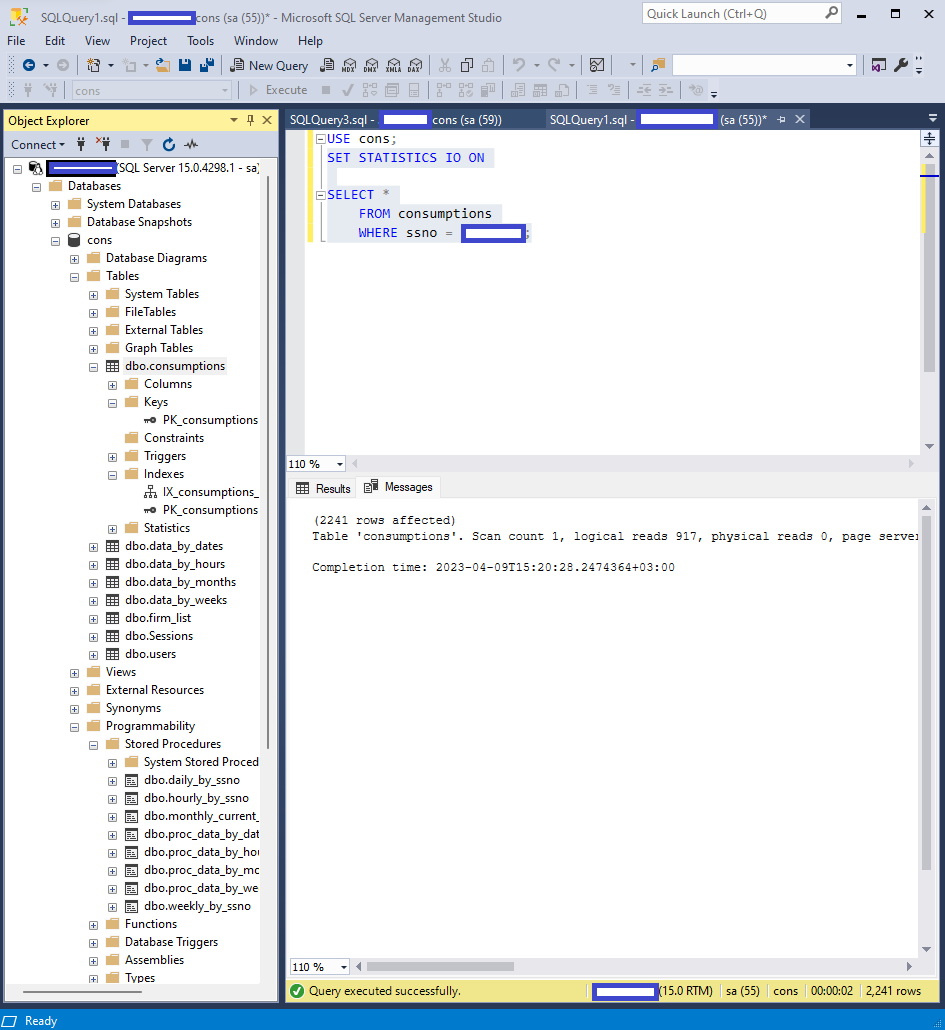 SQLQuery1.sql - cons (sa (55))* - Microsoft SQL Server Management Studio
Quick Launch (Ctrl+Q)
File Edit View Project Tools Window Help
New Query MDX DMX XMLA DAX
cons Execute
Object Explorer
SQLQuery3.sql - cons (sa (59)) SQLQuery1.sql - (sa (55))*
Connect
(SQL Server 15.0.4298.1 - sa)
Databases
System Databases
Database Snapshots
cons
Database Diagrams
Tables
System Tables
FileTables
External Tables
Graph Tables
dbo.consumptions
Columns
Keys
PK_consumptions
Constraints
Triggers
Indexes
IX_consumptions_
PK_consumptions
Statistics
dbo.data_by_dates
dbo.data_by_hours
dbo.data_by_months
dbo.data_by_weeks
dbo.firm_list
dbo.Sessions
dbo.users
Views
External Resources
Synonyms
Programmability
Stored Procedures
System Stored Proced
dbo.daily_by_ssno
dbo.hourly_by_ssno
dbo.monthly_current_
dbo.proc_data_by_dat
dbo.proc_data_by_hou
dbo.proc_data_by_mo
dbo.proc_data_by_we
dbo.weekly_by_ssno
Functions
Database Triggers
Assemblies
Types
USE cons;
SET STATISTICS IO ON
SELECT *
FROM consumptions
WHERE ssno = ;
110 %
Results Messages
(2241 rows affected)
Table 'consumptions'. Scan count 1, logical reads 917, physical reads 0, page server
Completion time: 2023-04-09T15:20:28.2474364+03:00
110 %
Query executed successfully. (15.0 RTM) sa (55) cons 00:00:02 2,241 rows
Ready